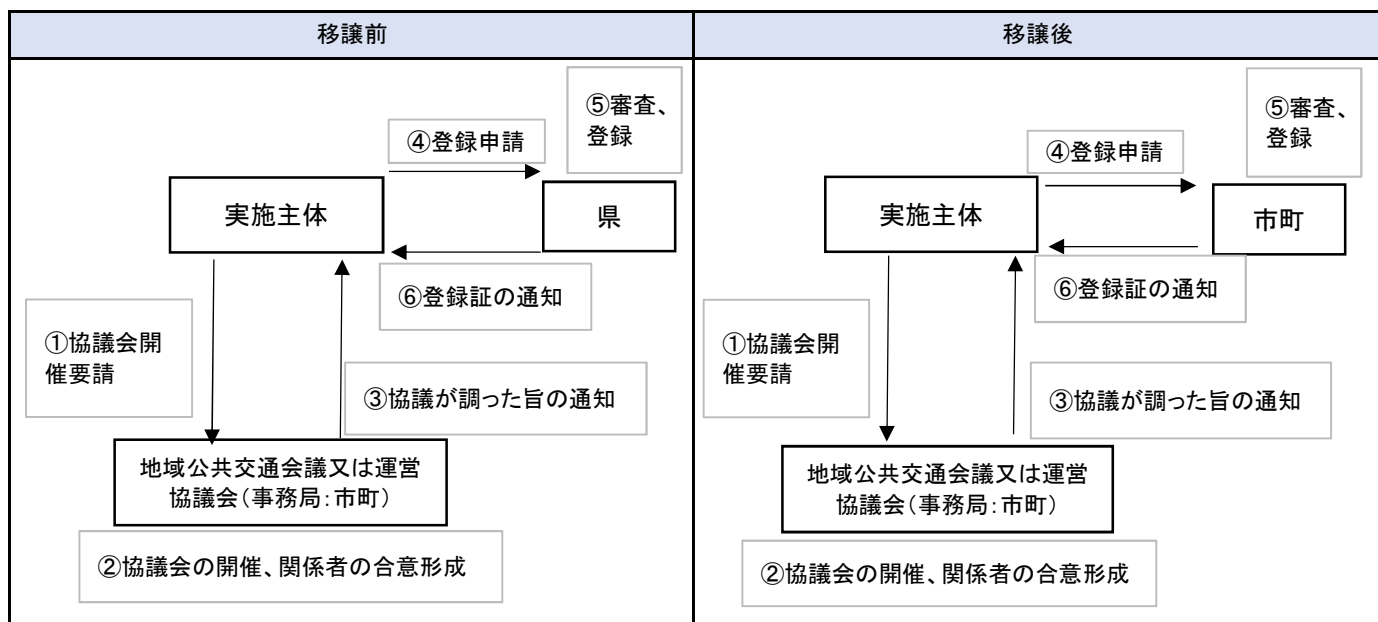 移譲前
⑤審査、
登録
④登録申請
実施主体
県
⑥登録証の通知
①協議会開
催要請
③協議が調った旨の通知
地域公共交通会議又は運営
協議会(事務局:市町)
②協議会の開催、関係者の合意形成
移譲後
⑤審査、
登録
④登録申請
実施主体
市町
⑥登録証の通知
①協議会開
催要請
③協議が調った旨の通知
地域公共交通会議又は運営
協議会(事務局:市町)
②協議会の開催、関係者の合意形成